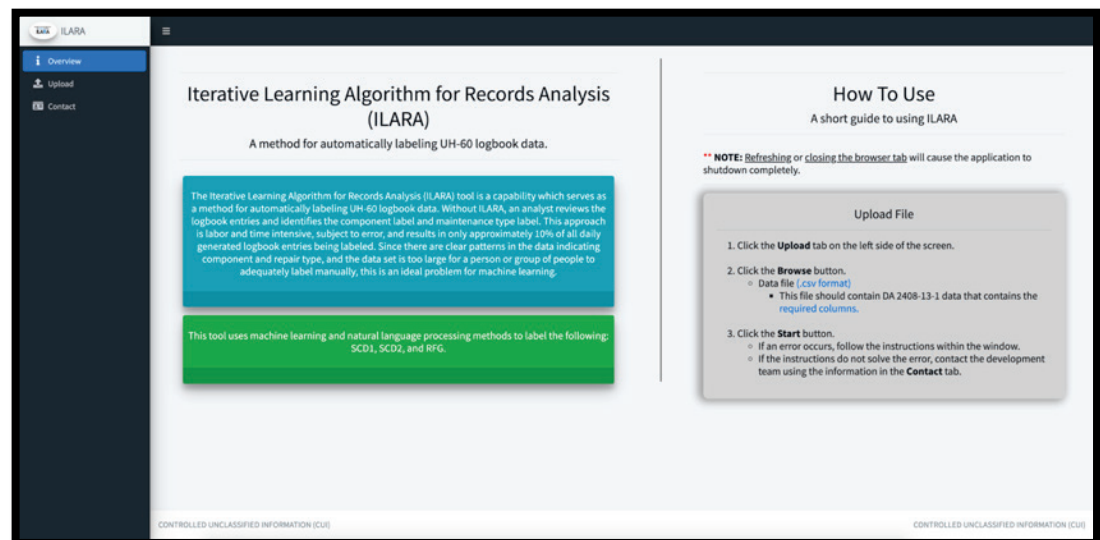 ILARA ILARA
Overview
Upload
Contact
Iterative Learning Algorithm for Records Analysis
(ILARA)
A method for automatically labeling UH-60 logbook data.
The Iterative Learning Algorithm for Records Analysis (ILARA) tool is a capability which serves as
a method for automatically labeling UH-60 logbook data. Without ILARA, an analyst reviews the
logbook entries and identifies the component label and maintenance type label. This approach
is labor and time intensive, subject to error, and results in only approximately 10% of all daily
generated logbook entries being labeled. Since there are clear patterns in the data indicating
component and repair type, and the data set is too large for a person or group of people to
adequately label manually, this is an ideal problem for machine learning.
This tool uses machine learning and natural language processing methods to label the following:
SCD1, SCD2, and RFG.
How To Use
A short guide to using ILARA
** NOTE: Refreshing or closing the browser tab will cause the application to
shutdown completely.
Upload File
1. Click the Upload tab on the left side of the screen.
2. Click the Browse button.
Data file (.csv format)
This file should contain DA 2408-13-1 data that contains the
required columns.
3. Click the Start button.
If an error occurs, follow the instructions within the window.
If the instructions do not solve the error, contact the development
team using the information in the Contact tab.
CONTROLLED UNCLASSIFIED INFORMATION (CUI)
CONTROLLED UNCLASSIFIED INFORMATION (CUI)